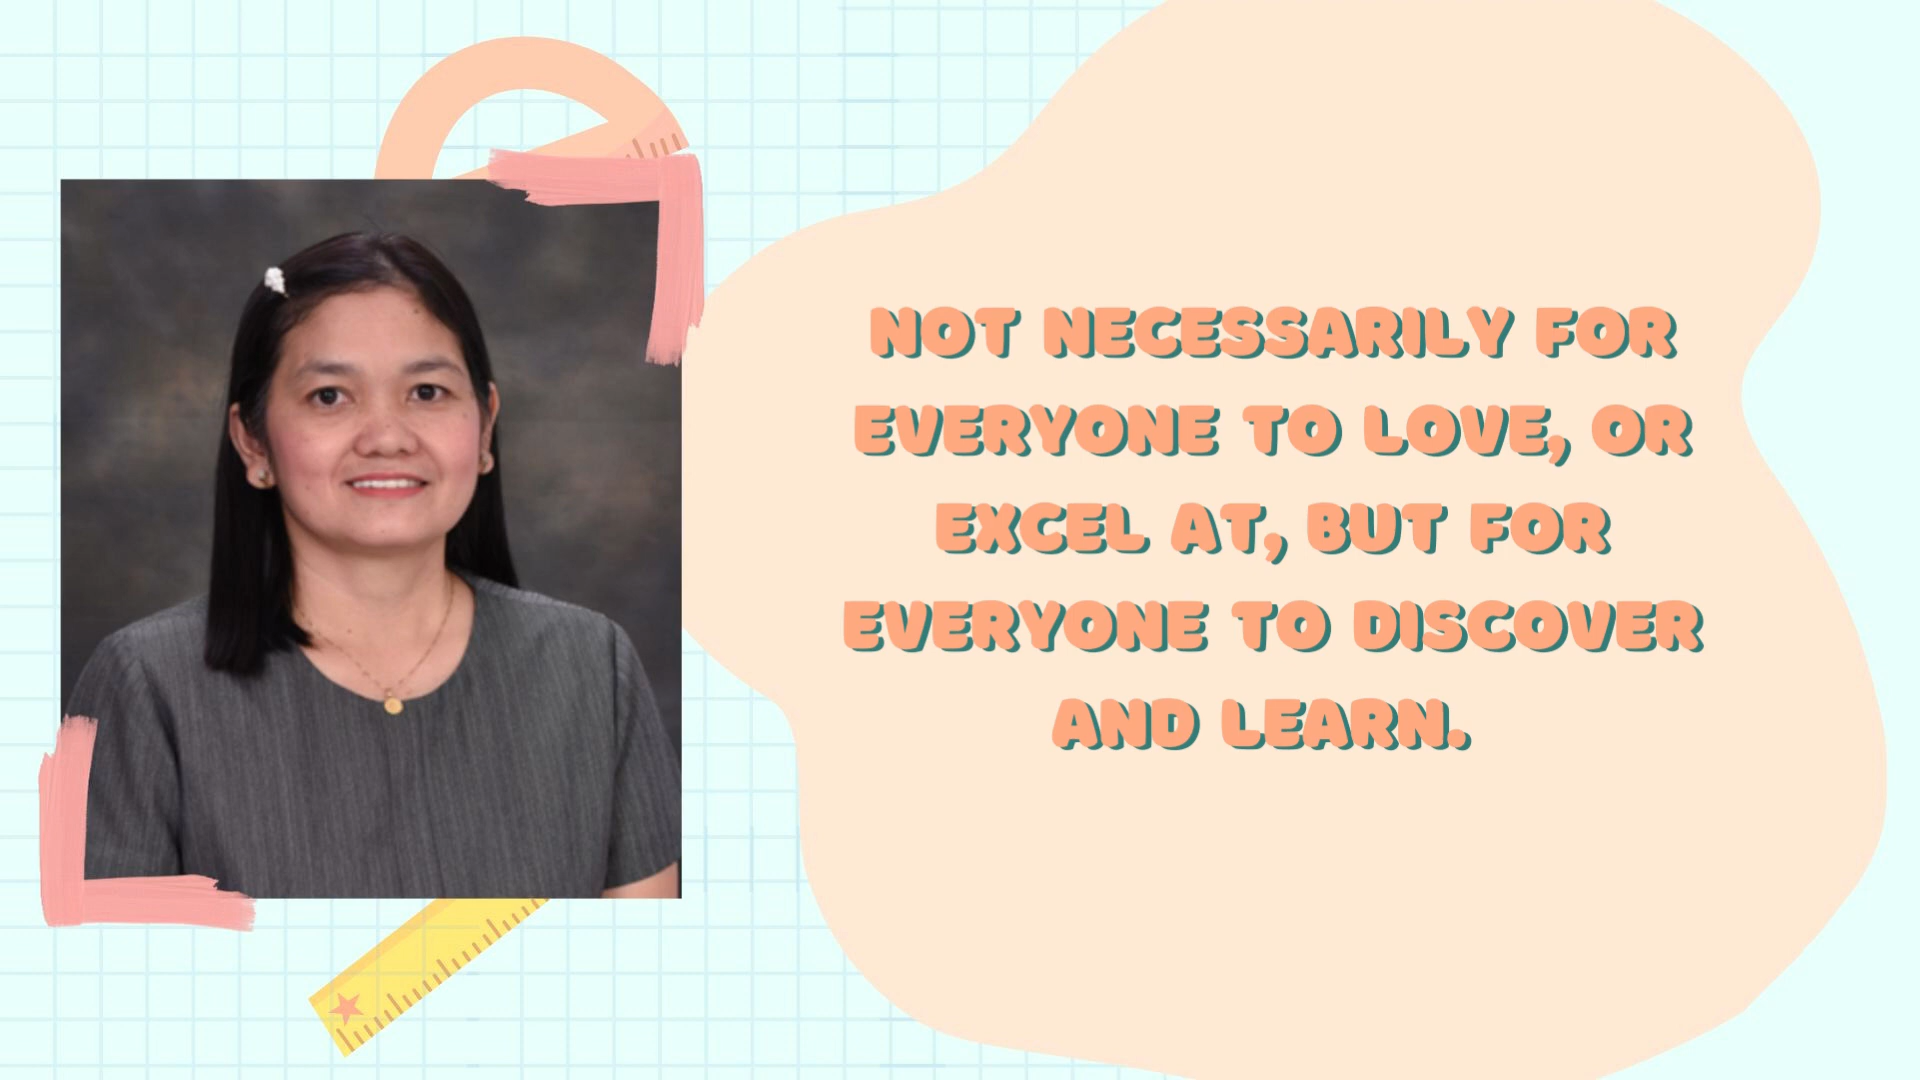 NOT NECESSARILY FOR
EVERYONE TO LOVE, OR
EXCEL AT, BUT FOR
EVERYONE TO DISCOVER
AND LEARN.